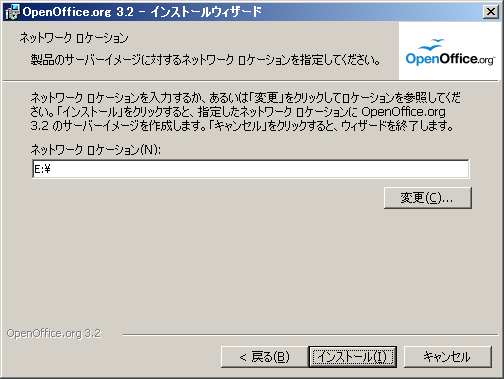 OpenOffice.org 3.2 - インストールウィザード
ネットワーク ロケーション
製品のサーバーイメージに対するネットワーク ロケーションを指定してください。
OpenOffice.org
ネットワーク ロケーションを入力するか、あるいは「変更」をクリックしてロケーションを参照してくだ
さい。「インストール」をクリックすると、指定したネットワーク ロケーションに OpenOffice.org
3.2 のサーバーイメージを作成します。「キャンセル」をクリックすると、ウィザードを終了します。
ネットワーク ロケーション(N):
E:¥
変更(C)...
OpenOffice.org 3.2
< 戻る(B)
インストール(I)
キャンセル